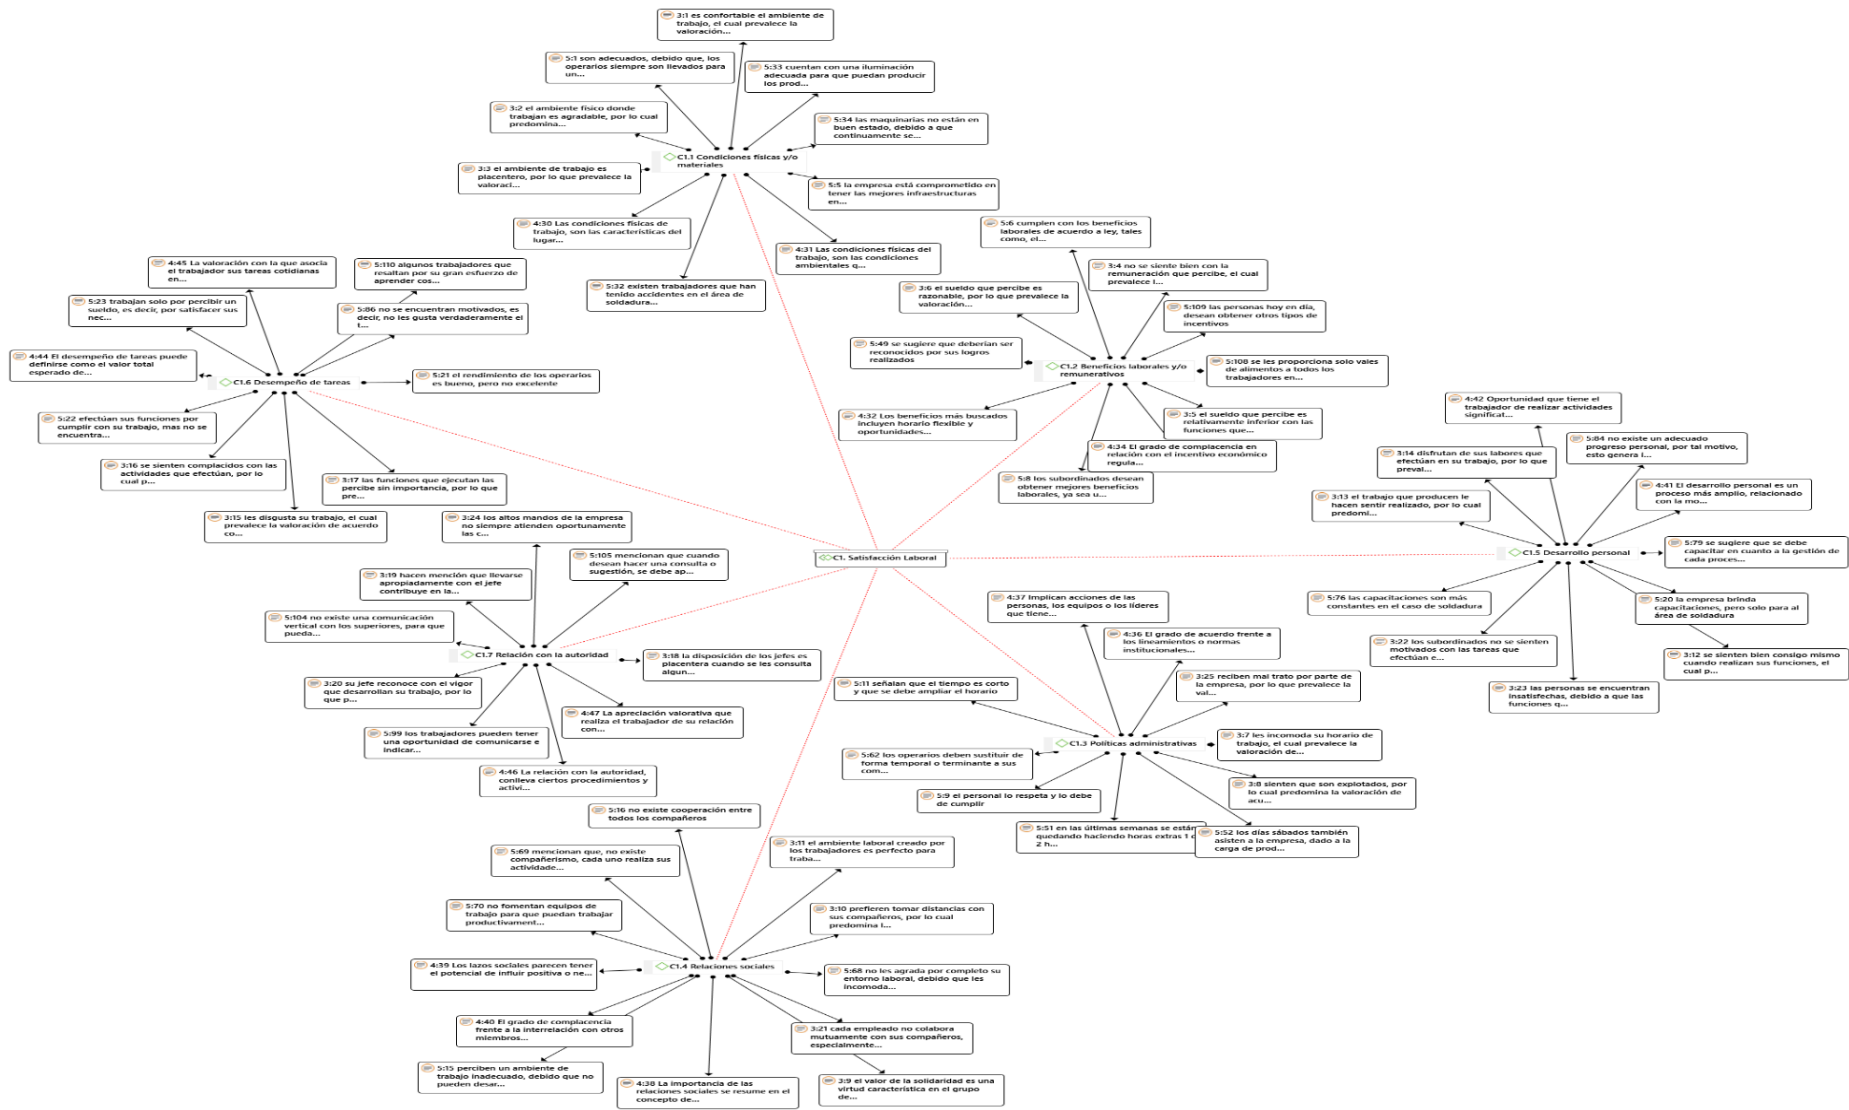 3:1 es confortable el ambiente de
trabajo, el cual prevalece la
valoración...
5:1 son adecuados, debido que, los
operarios siempre son llevados para
un...
5:33 cuentan con una iluminación
adecuada para que puedan producir
los prod...
3:2 el ambiente físico donde
trabajan es agradable, por lo cual
predomina...
5:34 las maquinarias no están en
buen estado, debido a que
continuamente se...
C1.1 Condiciones físicas y/o
materiales
3:3 el ambiente de trabajo es
placentero, por lo que prevalece la
valoraci...
5:5 la empresa está comprometido en
tener las mejores infraestructuras
en...
4:30 Las condiciones físicas de
trabajo, son las características del
lugar...
4:31 Las condiciones físicas del
trabajo, son las condiciones
ambientales q...
5:32 existen trabajadores que han
tenido accidentes en el área de
soldadura...
5:6 cumplen con los beneficios
laborales de acuerdo a ley, tales
como, el...
3:4 no se siente bien con la
remuneración que percibe, el cual
prevalece l...
3:6 el sueldo que percibe es
razonable, por lo que prevalece la
valoración...
5:109 las personas hoy en día,
desean obtener otros tipos de
incentivos
5:49 se sugiere que deberían ser
reconocidos por sus logros
realizados
C1.2 Beneficios laborales y/o
remunerativos
5:108 se les proporciona solo vales
de alimentos a todos los
trabajadores en...
4:32 Los beneficios más buscados
incluyen horario flexible y
oportunidades...
3:5 el sueldo que percibe es
relativamente inferior con las
funciones que...
4:34 El grado de complacencia en
relación con el incentivo económico
regula...
5:8 los subordinados desean
obtener mejores beneficios
laborales, ya sea u...
4:45 La valoración con la que asocia
el trabajador sus tareas cotidianas
en...
5:110 algunos trabajadores que
resaltan por su gran esfuerzo de
aprender cos...
5:23 trabajan solo por percibir un
sueldo, es decir, por satisfacer sus
nec...
5:86 no se encuentran motivados, es
decir, no les gusta verdaderamente el
t...
4:44 El desempeño de tareas puede
definirse como el valor total
esperado de...
C1.6 Desempeño de tareas
5:21 el rendimiento de los operarios
es bueno, pero no excelente
5:22 efectúan sus funciones por
cumplir con su trabajo, mas no se
encuentra...
3:16 se sienten complacidos con las
actividades que efectúan, por lo
cual p...
3:17 las funciones que ejecutan las
percibe sin importancia, por lo que
pre...
3:15 les disgusta su trabajo, el cual
prevalece la valoración de acuerdo
co...
4:42 Oportunidad que tiene el
trabajador de realizar actividades
significat...
5:84 no existe un adecuado
progreso personal, por tal motivo,
esto genera i...
3:14 disfrutan de sus labores que
efectúan en su trabajo, por lo que
preval...
4:41 El desarrollo personal es un
proceso más amplio, relacionado
con la mo...
3:13 el trabajo que producen le
hacen sentir realizado, por lo cual
predomi...
C1.5 Desarrollo personal
5:79 se sugiere que se debe
capacitar en cuanto a la gestión de
cada proces...
5:76 las capacitaciones son más
constantes en el caso de soldadura
5:20 la empresa brinda
capacitaciones, pero solo para al
área de soldadura
3:22 los subordinados no se sienten
motivados con las tareas que
efectúan e...
3:12 se sienten bien consigo mismo
cuando realizan sus funciones, el
cual p...
3:23 las personas se encuentran
insatisfechas, debido a que las
funciones q...
C1. Satisfacción Laboral
3:24 los altos mandos de la empresa
no siempre atienden oportunamente
las c...
5:105 mencionan que cuando
desean hacer una consulta o
sugestión, se debe ap...
3:19 hacen mención que llevarse
apropiadamente con el jefe
contribuye en la...
5:104 no existe una comunicación
vertical con los superiores, para que
pueda...
C1.7 Relación con la autoridad
3:18 la disposición de los jefes es
placentera cuando se les consulta
algun...
3:20 su jefe reconoce con el vigor
que desarrollan su trabajo, por lo
que p...
4:47 La apreciación valorativa que
realiza el trabajador de su relación
con...
5:99 los trabajadores pueden tener
una oportunidad de comunicarse e
indicar...
4:46 La relación con la autoridad,
conlleva ciertos procedimientos y
activi...
4:37 Implican acciones de las
personas, los equipos o los líderes
que tiene...
4:36 El grado de acuerdo frente a
los lineamientos o normas
institucionales...
5:11 señalan que el tiempo es corto
y que se debe ampliar el horario
3:25 reciben mal trato por parte de
la empresa, por lo que prevalece la
val...
C1.3 Políticas administrativas
3:7 les incomoda su horario de
trabajo, el cual prevalece la
valoración de...
5:62 los operarios deben sustituir de
forma temporal o terminante a sus
com...
3:8 sienten que son explotados, por
lo cual predomina la valoración de
acu...
5:9 el personal lo respeta y lo debe
de cumplir
5:51 en las últimas semanas se están
quedando haciendo horas extras 1 o
2 h...
5:52 los días sábados también
asisten a la empresa, dado a la
carga de prod...
5:16 no existe cooperación entre
todos los compañeros
5:69 mencionan que, no existe
compañerismo, cada uno realiza sus
actividade...
3:11 el ambiente laboral creado por
los trabajadores es perfecto para
traba...
5:70 no fomentan equipos de
trabajo para que puedan trabajar
productivament...
3:10 prefieren tomar distancias con
sus compañeros, por lo cual
predomina l...
4:39 Los lazos sociales parecen tener
el potencial de influir positiva o ne...
C1.4 Relaciones sociales
5:68 no les agrada por completo su
entorno laboral, debido que les
incomoda...
4:40 El grado de complacencia
frente a la interrelación con otros
miembros...
3:21 cada empleado no colabora
mutuamente con sus compañeros,
especialmente...
5:15 perciben un ambiente de
trabajo inadecuado, debido que no
pueden desar...
4:38 La importancia de las
relaciones sociales se resume en el
concepto de...
3:9 el valor de la solidaridad es una
virtud característica en el grupo
de...